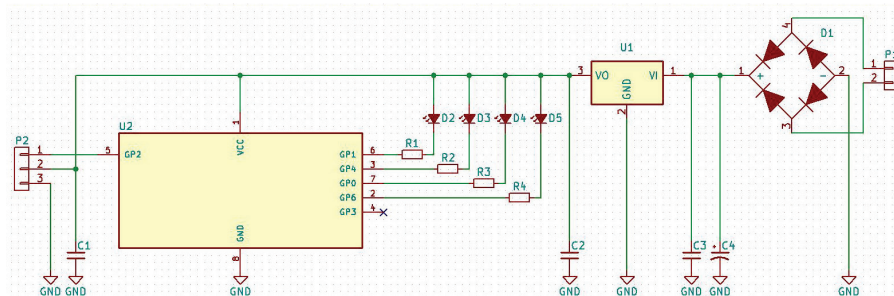 P2
1
2
3
C1
GND
GND
U2
5
GP2
1
VCC
GND
8
GND
GP1
6
GP4
3
GP0
7
GP6
2
GP3
4
R1
R2
R3
R4
D2
D3
D4
D5
C2
GND
U1
3
VO
VI
1
GND
2
GND
C3
GND
C4
+
GND
D1
4
1
+
-
2
3
GND
1
2